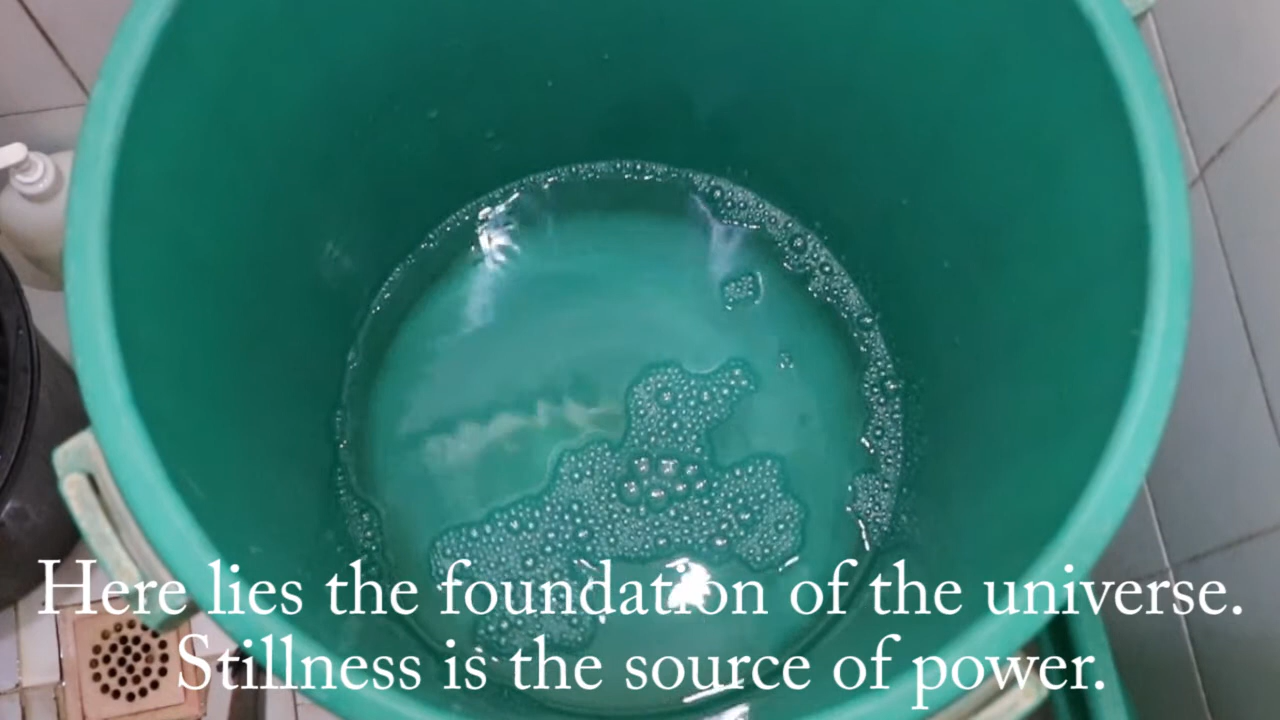 Here lies the foundation of the universe.
Stillness is the source of power.